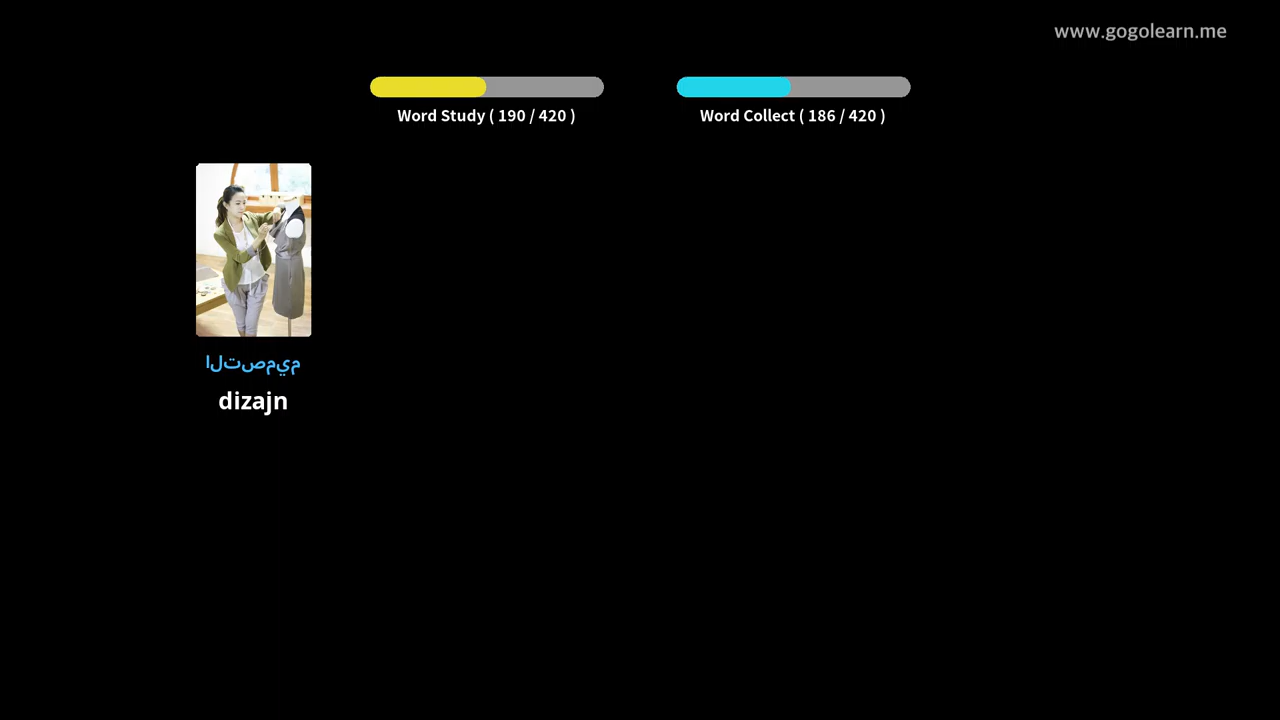 www.gogolearn.me
Word Study ( 190 / 420 )
Word Collect ( 186 / 420 )
التصميم
dizajn